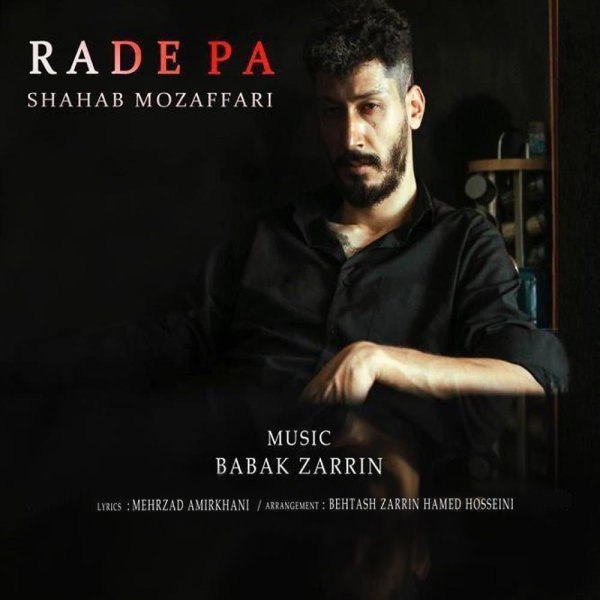 RADE PA
SHAHAB MOZAFFARI
MUSIC
BABAK ZARRIN
LYRICS : MEHRZAD AMIRKHANI / ARRANGEMENT : BEHTASH ZARRIN HAMED HOSSEINI